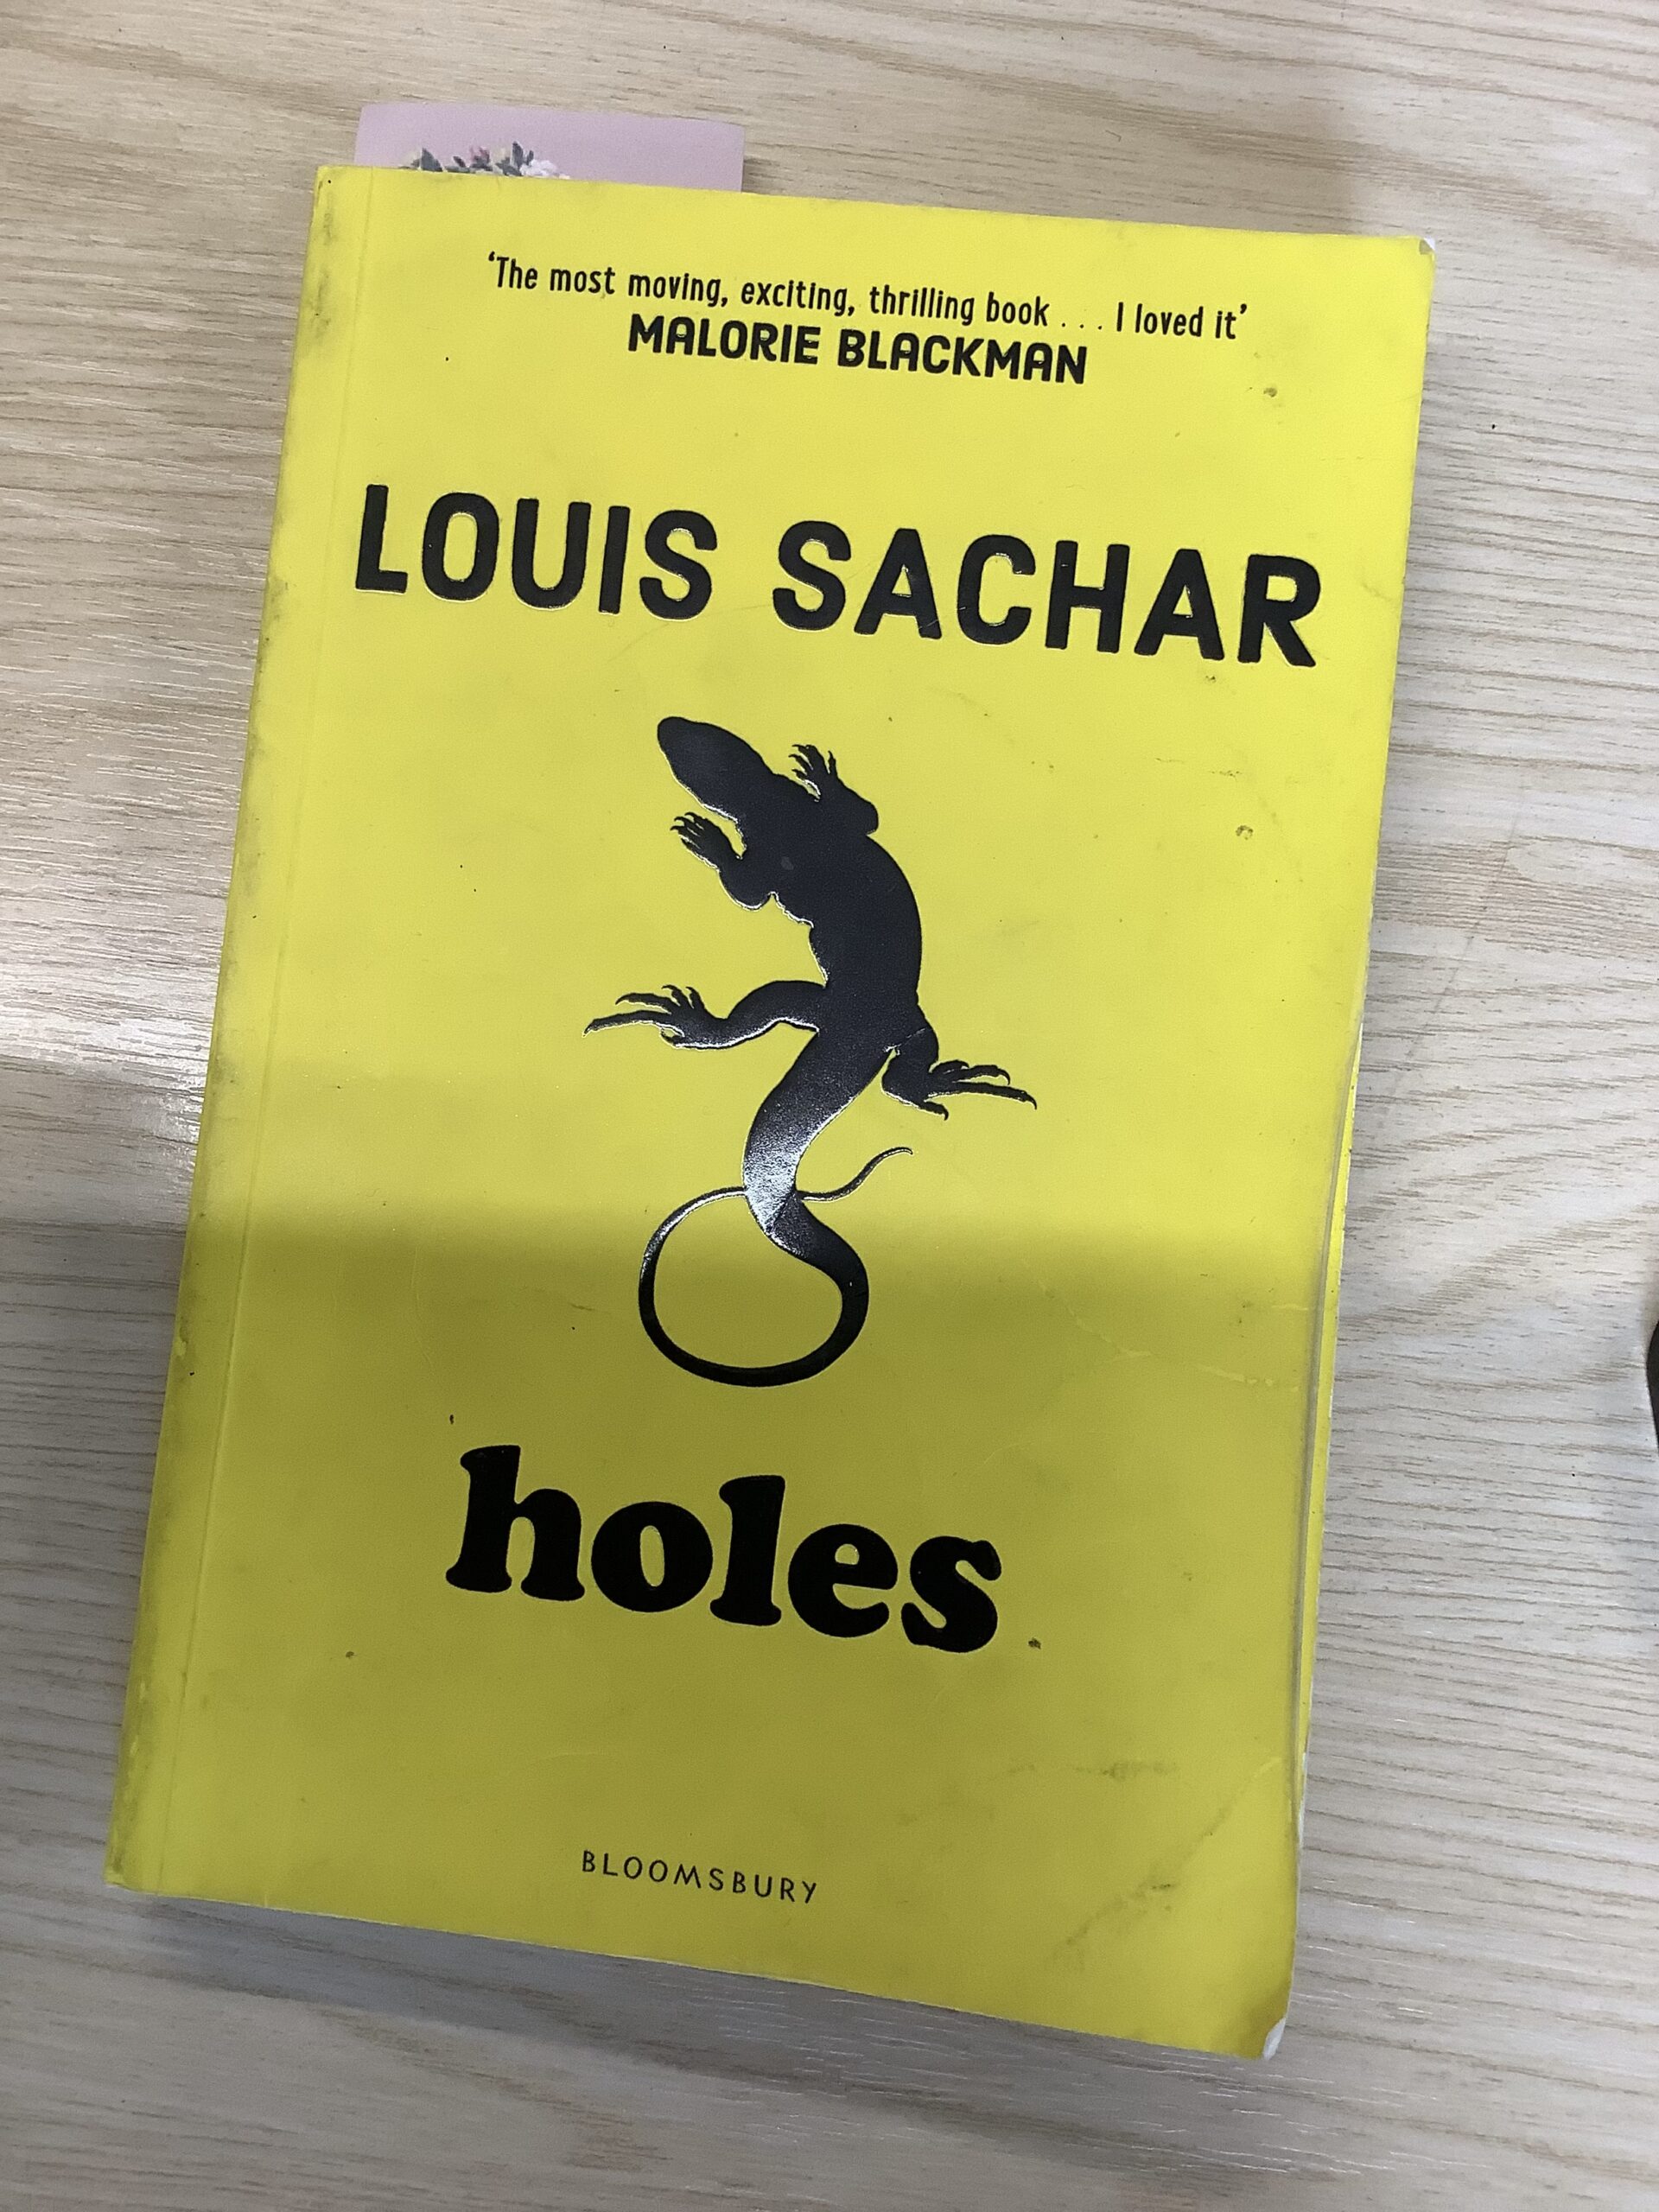 ‘The most moving, exciting, thrilling book . . . I loved it’
MALORIE BLACKMAN
LOUIS SACHAR
holes
BLOOMSBURY